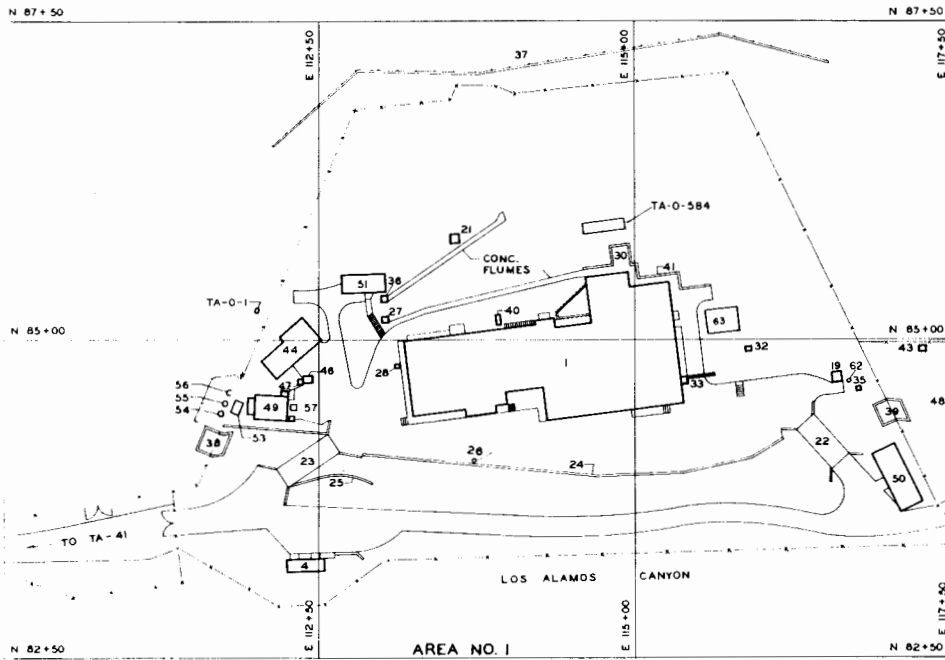 N 87+50
N 87+50
E 112+50
E 115+00
E 117+50
37
TA-0-584
21
30
CONC.
FLUMES
41
51
36
TA-0-1
27
40
63
N 85+00
N 85+00
44
1
32
43
28
46
47
33
19
62
35
56
55
54
49
57
53
38
39
48
23
26
24
22
25
50
TO TA-41
4
LOS ALAMOS CANYON
E 112+50
E 115+00
E 117+50
N 82+50
AREA NO. 1
N 82+50